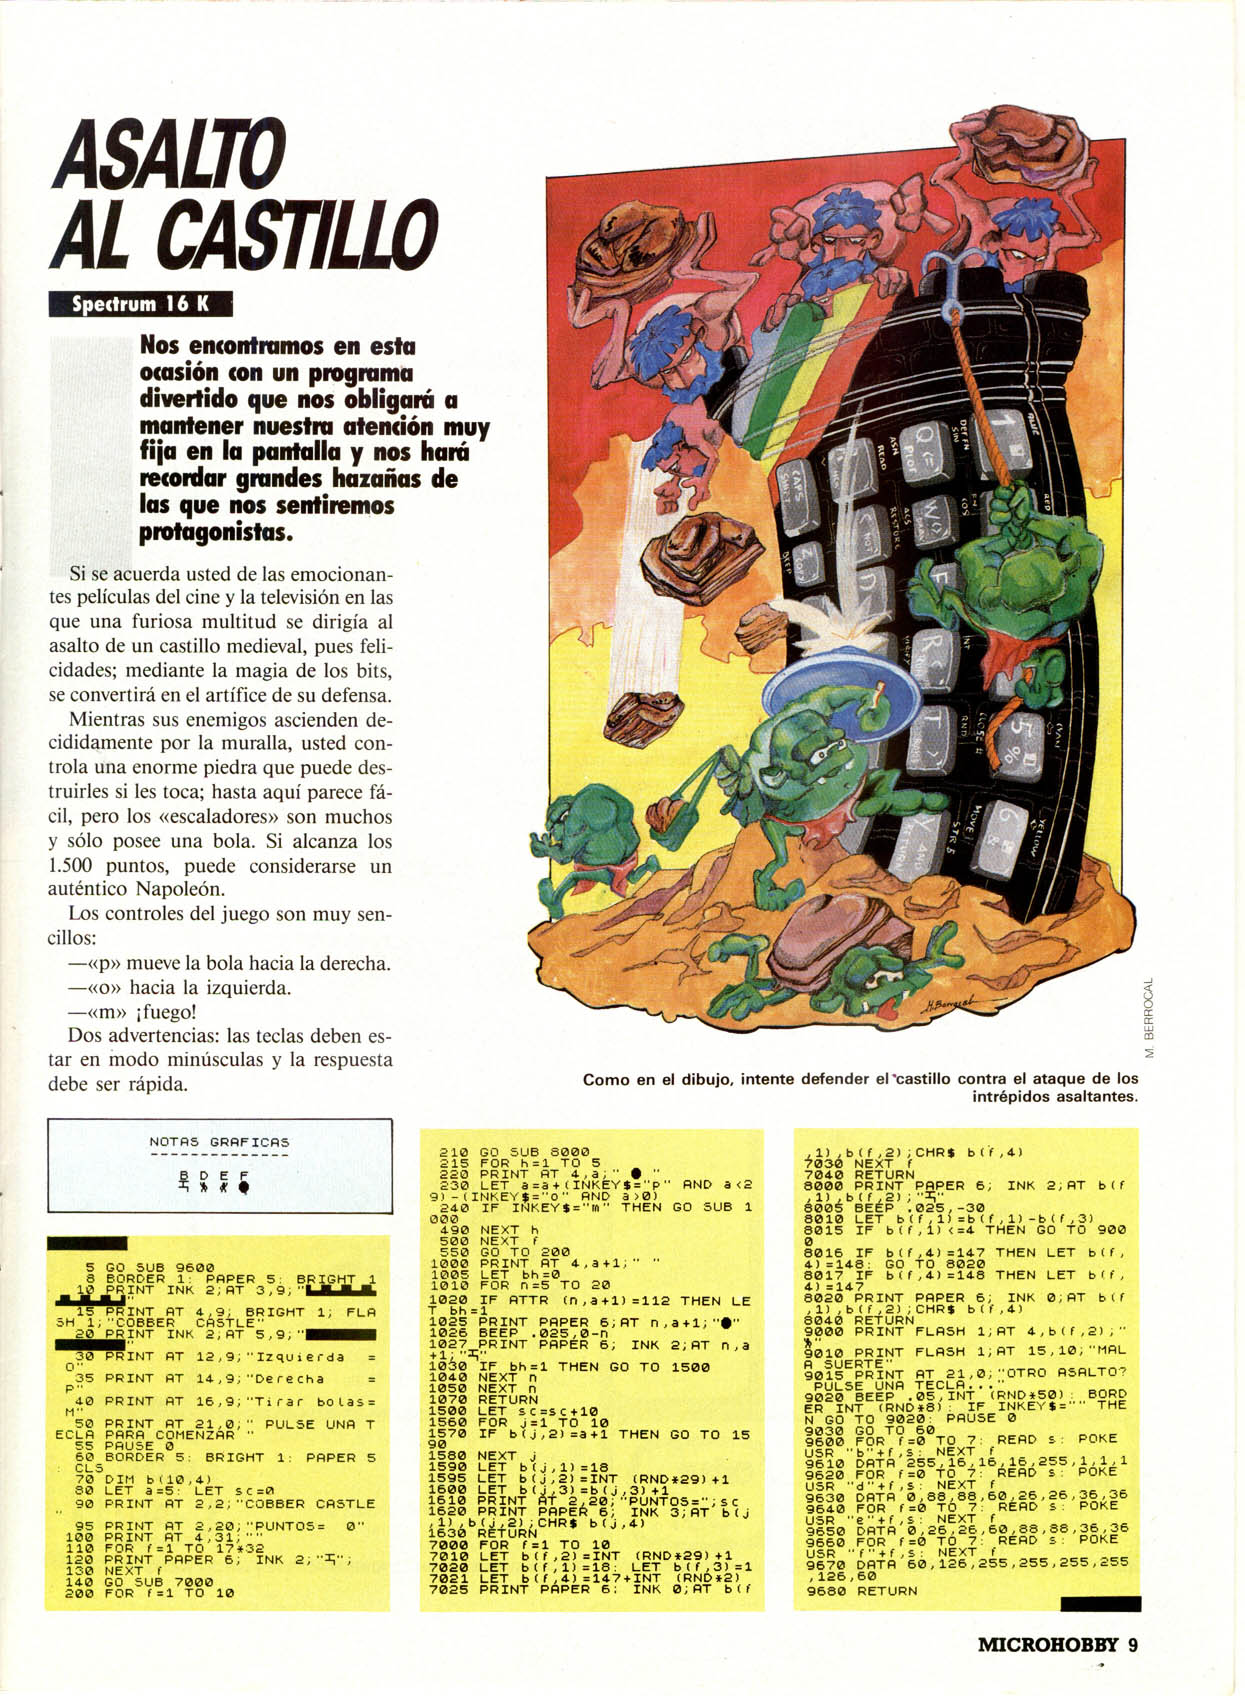 ASALTO
AL CASTILLO
Spectrum 16 K
Nos encontramos en esta
ocasión con un programa
divertido que nos obligará a
mantener nuestra atención muy
fija en la pantalla y nos hará
recordar grandes hazañas de
las que nos sentiremos
protagonistas.
Si se acuerda usted de las emocionan-
tes películas del cine y la televisión en las
que una furiosa multitud se dirigía al
asalto de un castillo medieval, pues feli-
cidades; mediante la magia de los bits,
se convertirá en el artífice de su defensa.
Mientras sus enemigos ascienden de-
cididamente por la muralla, usted con-
trola una enorme piedra que puede des-
truirles si les toca; hasta aquí parece fá-
cil, pero los «escaladores» son muchos
y sólo posee una bola. Si alcanza los
1.500 puntos, puede considerarse un
auténtico Napoleón.
Los controles del juego son muy sen-
cillos:
—«p» mueve la bola hacia la derecha.
—«o» hacia la izquierda.
—«m» ¡fuego!
Dos advertencias: las teclas deben es-
tar en modo minúsculas y la respuesta
debe ser rápida.
M. Berrocal
M. BERROCAL
Como en el dibujo, intente defender el castillo contra el ataque de los
intrépidos asaltantes.
NOTAS GRAFICAS
B D E F
5 GO SUB 9600
8 BORDER 1: PAPER 5: BRIGHT 1
10 PRINT INK 2;AT 3,9;"
"
15 PRINT AT 4,9; BRIGHT 1; FLA
SH 1;"COBBER CASTLE"
20 PRINT INK 2;AT 5,9;"
"
30 PRINT AT 12,9;"Izquierda =
O"
35 PRINT AT 14,9;"Derecha =
P"
40 PRINT AT 16,9;"Tirar bolas=
M"
50 PRINT AT 21,0;" PULSE UNA T
ECLA PARA COMENZAR "
55 PAUSE 0
60 BORDER 5: BRIGHT 1: PAPER 5
: CLS
70 DIM b(10,4)
80 LET a=5: LET sc=0
90 PRINT AT 2,2;"COBBER CASTLE
"
95 PRINT AT 2,20;"PUNTOS= 0"
100 PRINT AT 4,31;""
110 FOR f=1 TO 17*32
120 PRINT PAPER 6; INK 2;" ";
130 NEXT f
140 GO SUB 7000
200 FOR f=1 TO 10
210 GO SUB 8000
215 FOR h=1 TO 5
220 PRINT AT 4,a;" ● "
230 LET a=a+(INKEY$="p" AND a<2
9)-(INKEY$="o" AND a>0)
240 IF INKEY$="m" THEN GO SUB 1
000
490 NEXT h
500 NEXT f
550 GO TO 200
1000 PRINT AT 4,a+1;" "
1005 LET bh=0
1010 FOR n=5 TO 20
1020 IF ATTR (n,a+1)=112 THEN LE
T bh=1
1025 PRINT PAPER 6;AT n,a+1;"●"
1026 BEEP .025,0-n
1027 PRINT PAPER 6; INK 2;AT n,a
+1;" "
1030 IF bh=1 THEN GO TO 1500
1040 NEXT n
1050 NEXT n
1070 RETURN
1500 LET sc=sc+10
1560 FOR j=1 TO 10
1570 IF b(j,2)=a+1 THEN GO TO 15
90
1580 NEXT j
1590 LET b(j,1)=18
1595 LET b(j,2)=INT (RND*29)+1
1600 LET b(j,3)=b(j,3)+1
1610 PRINT AT 2,20;"PUNTOS=";sc
1620 PRINT PAPER 6; INK 3;AT b(j
,1),b(j,2);CHR$ b(j,4)
1630 RETURN
7000 FOR f=1 TO 10
7010 LET b(f,2)=INT (RND*29)+1
7020 LET b(f,1)=18: LET b(f,3)=1
7021 LET b(f,4)=147+INT (RND*2)
7025 PRINT PAPER 6; INK 0;AT b(f
,1),b(f,2);CHR$ b(f,4)
7030 NEXT f
7040 RETURN
8000 PRINT PAPER 6; INK 2;AT b(f
,1),b(f,2);" "
8005 BEEP .025,-30
8010 LET b(f,1)=b(f,1)-b(f,3)
8015 IF b(f,1)<=4 THEN GO TO 900
0
8016 IF b(f,4)=147 THEN LET b(f,
4)=148: GO TO 8020
8017 IF b(f,4)=148 THEN LET b(f,
4)=147
8020 PRINT PAPER 6; INK 0;AT b(f
,1),b(f,2);CHR$ b(f,4)
8040 RETURN
9000 PRINT FLASH 1;AT 4,b(f,2);"
"
9010 PRINT FLASH 1;AT 15,10;"MAL
A SUERTE"
9015 PRINT AT 21,0;"OTRO ASALTO?
PULSE UNA TECLA..."
9020 BEEP .05,INT (RND*50): BORD
ER INT (RND*8): IF INKEY$="" THE
N GO TO 9020: PAUSE 0
9030 GO TO 60
9600 FOR f=0 TO 7: READ s: POKE
USR "b"+f,s: NEXT f
9610 DATA 255,16,16,16,255,1,1,1
9620 FOR f=0 TO 7: READ s: POKE
USR "d"+f,s: NEXT f
9630 DATA 0,88,88,60,26,26,36,36
9640 FOR f=0 TO 7: READ s: POKE
USR "e"+f,s: NEXT f
9650 DATA 0,26,26,60,88,88,36,36
9660 FOR f=0 TO 7: READ s: POKE
USR "f"+f,s: NEXT f
9670 DATA 60,126,255,255,255,255
,126,60
9680 RETURN
MICROHOBBY 9